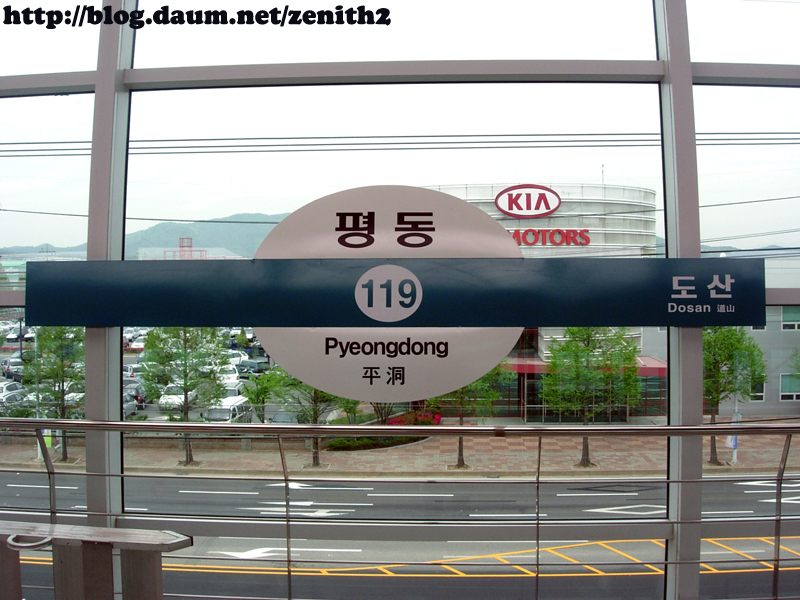 http://blog.daum.net/zenith2
KIA
MOTORS
평동
119
도산
Dosan 道山
Pyeongdong
平洞